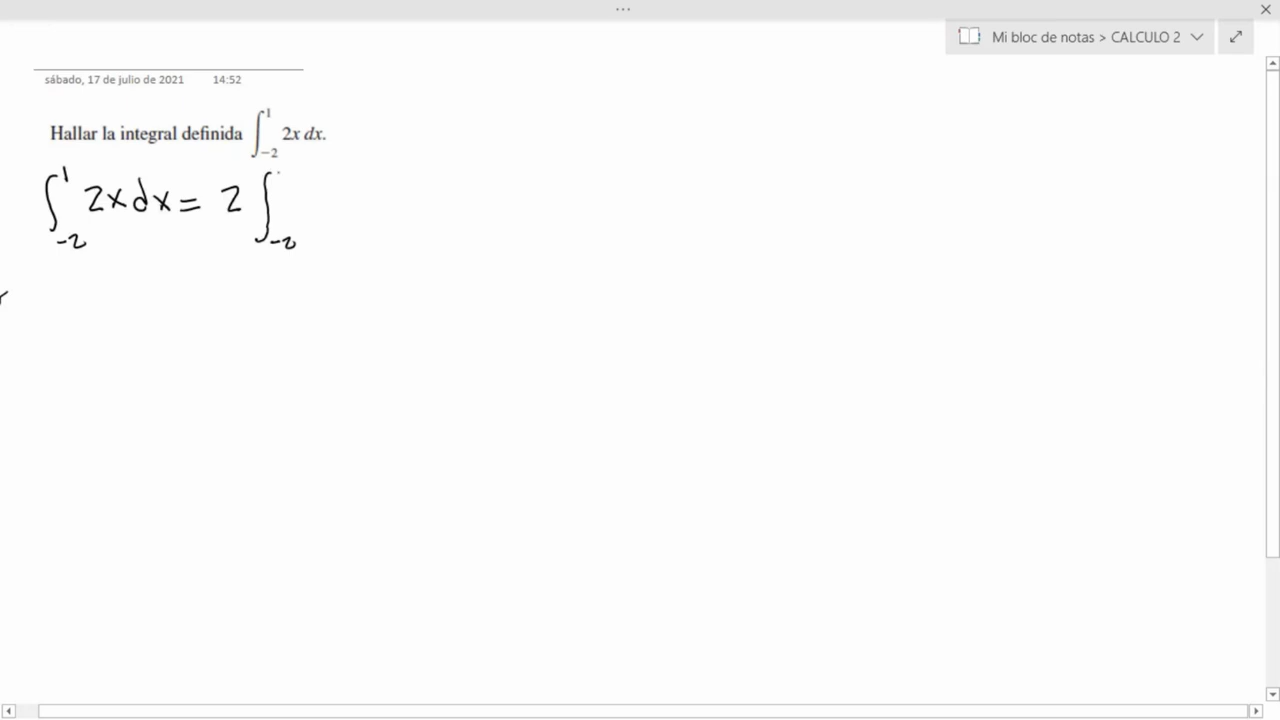 ...
Mi bloc de notas > CALCULO 2
sábado, 17 de julio de 2021 14:52
Hallar la integral definida ∫₋₂¹ 2x dx.
∫₋₂¹ 2x dx = 2 ∫₋₂